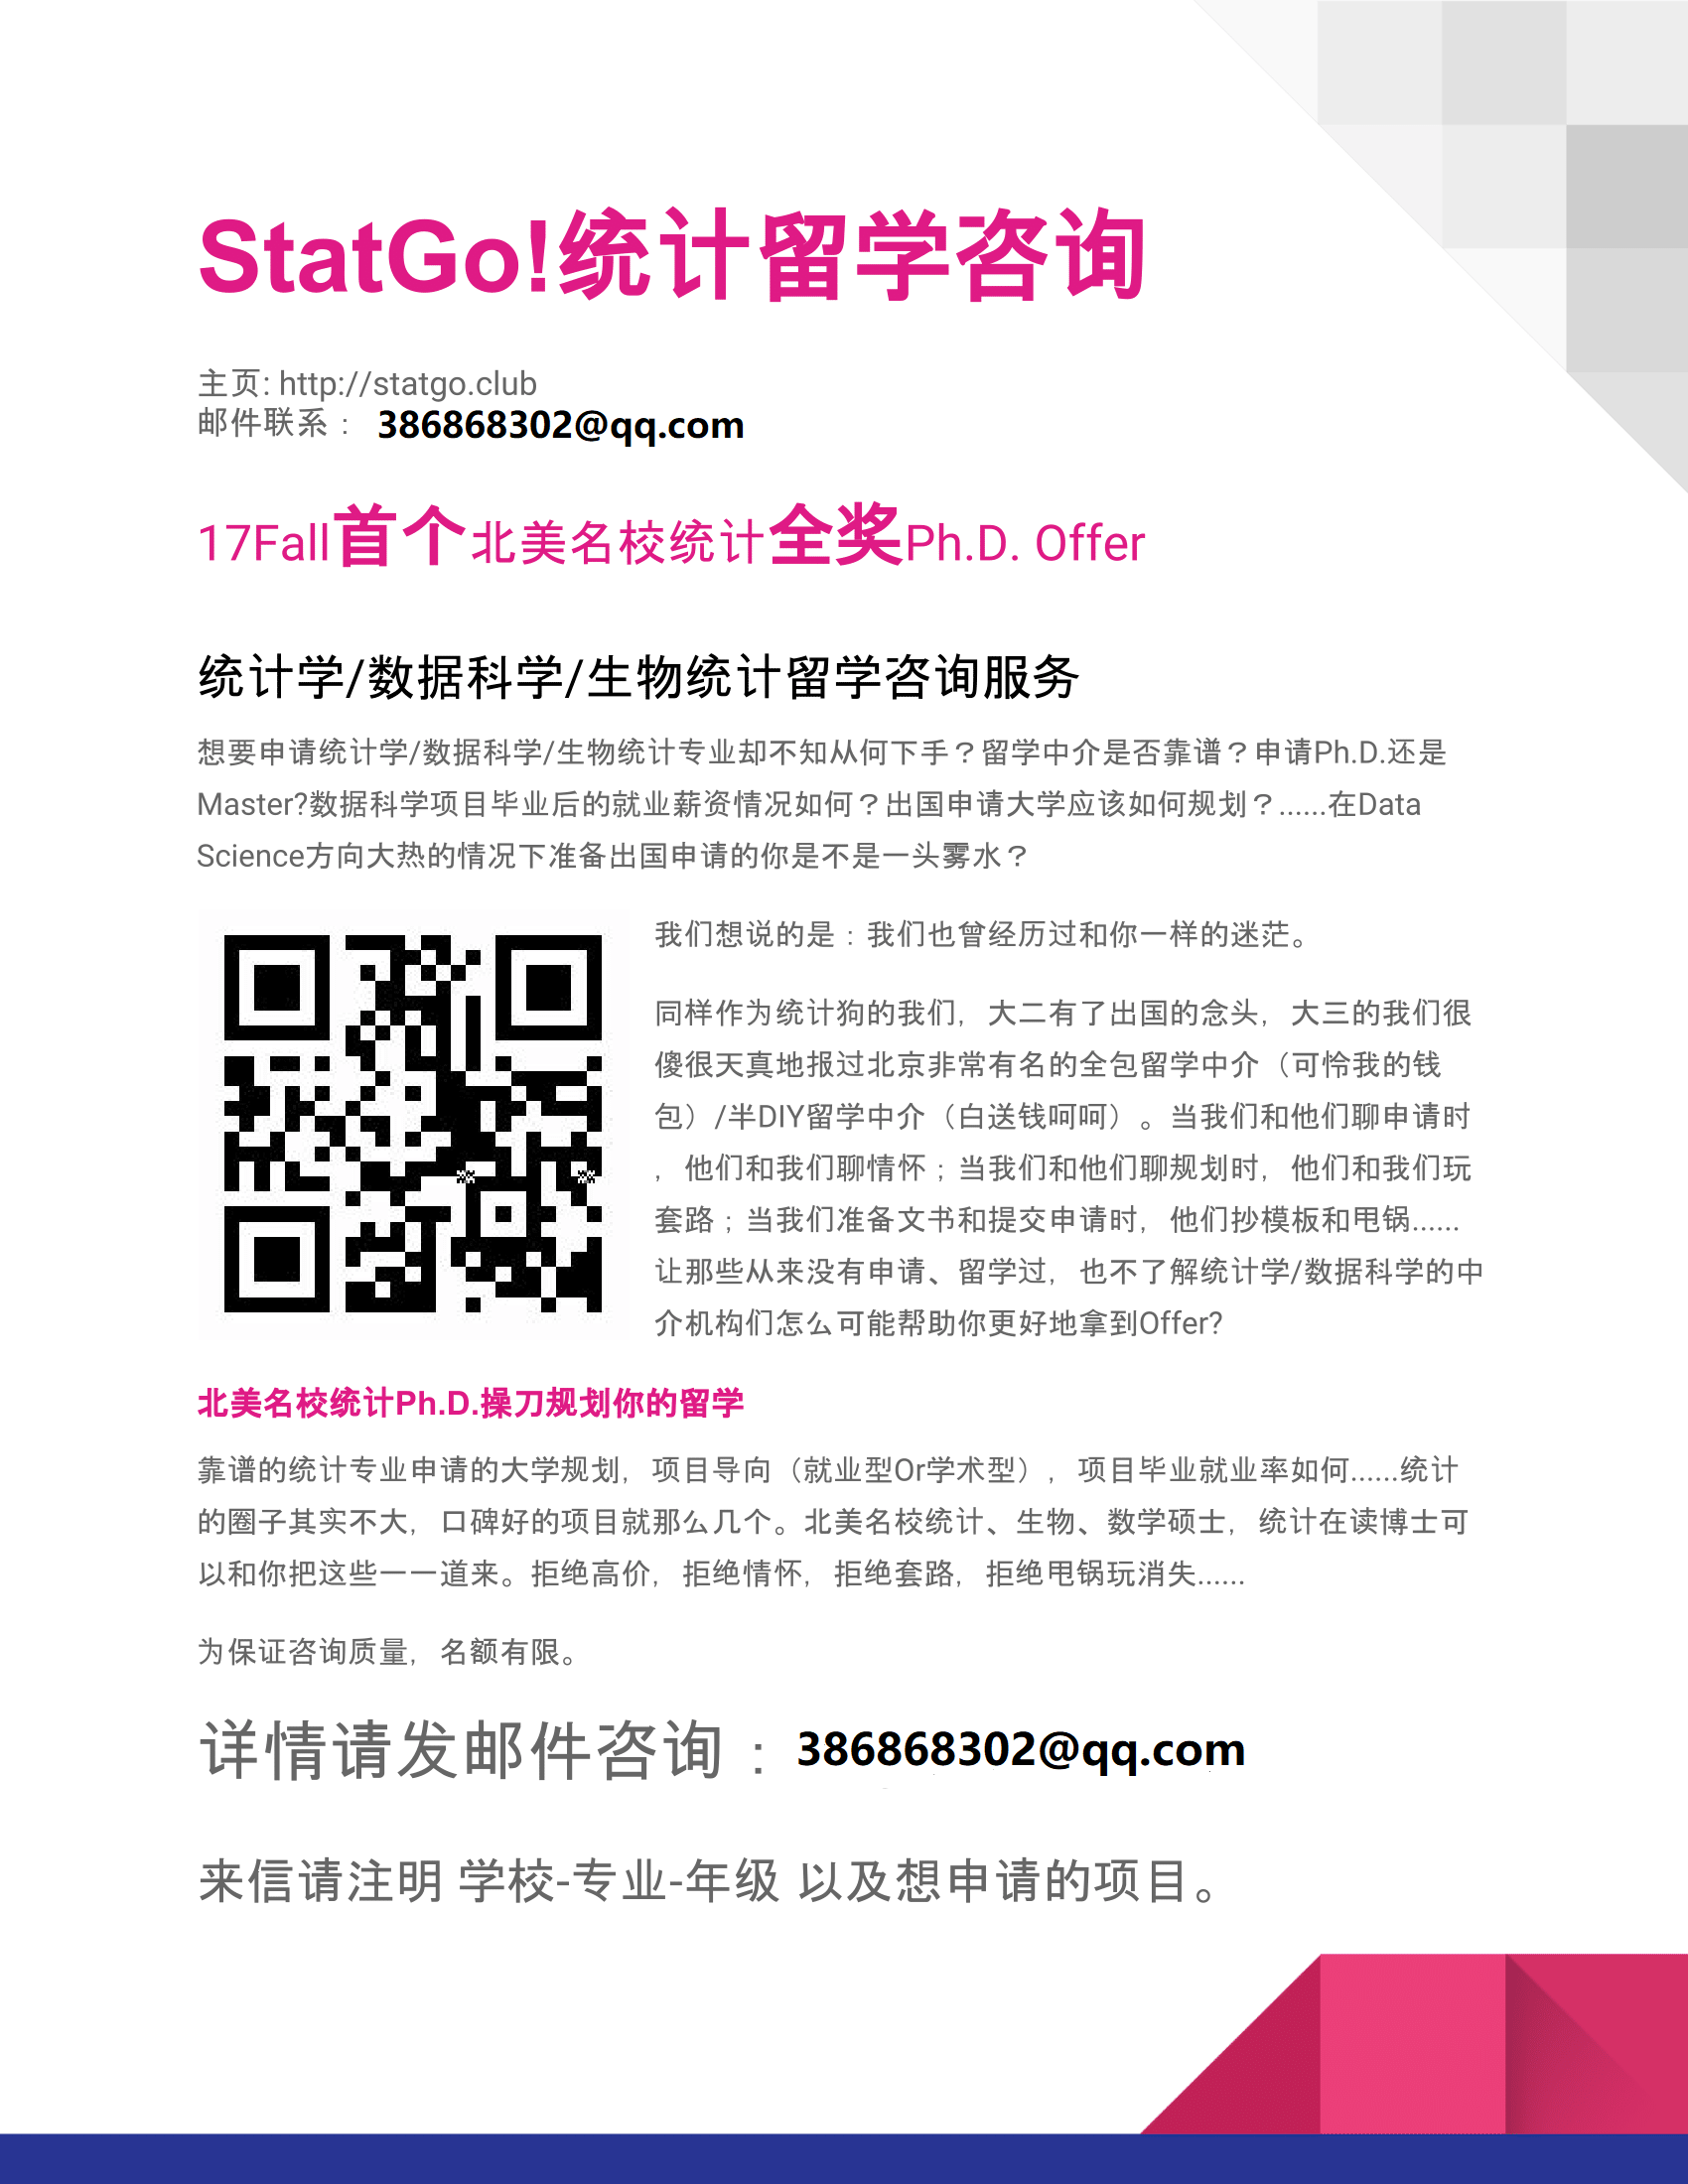 StatGo!统计留学咨询
主页: http://statgo.club
邮件联系： 386868302@qq.com
17Fall首个北美名校统计全奖Ph.D. Offer
统计学/数据科学/生物统计留学咨询服务
想要申请统计学/数据科学/生物统计专业却不知从何下手？留学中介是否靠谱？申请Ph.D.还是
Master?数据科学项目毕业后的就业薪资情况如何？出国申请大学应该如何规划？......在Data
Science方向大热的情况下准备出国申请的你是不是一头雾水？
我们想说的是：我们也曾经历过和你一样的迷茫。
同样作为统计狗的我们，大二有了出国的念头，大三的我们很
傻很天真地报过北京非常有名的全包留学中介（可怜我的钱
包）/半DIY留学中介（白送钱呵呵）。当我们和他们聊申请时
，他们和我们聊情怀；当我们和他们聊规划时，他们和我们玩
套路；当我们准备文书和提交申请时，他们抄模板和甩锅......
让那些从来没有申请、留学过，也不了解统计学/数据科学的中
介机构们怎么可能帮助你更好地拿到Offer?
北美名校统计Ph.D.操刀规划你的留学
靠谱的统计专业申请的大学规划，项目导向（就业型Or学术型），项目毕业就业率如何......统计
的圈子其实不大，口碑好的项目就那么几个。北美名校统计、生物、数学硕士，统计在读博士可
以和你把这些一一道来。拒绝高价，拒绝情怀，拒绝套路，拒绝甩锅玩消失......
为保证咨询质量，名额有限。
详情请发邮件咨询：386868302@qq.com
来信请注明 学校-专业-年级 以及想申请的项目。